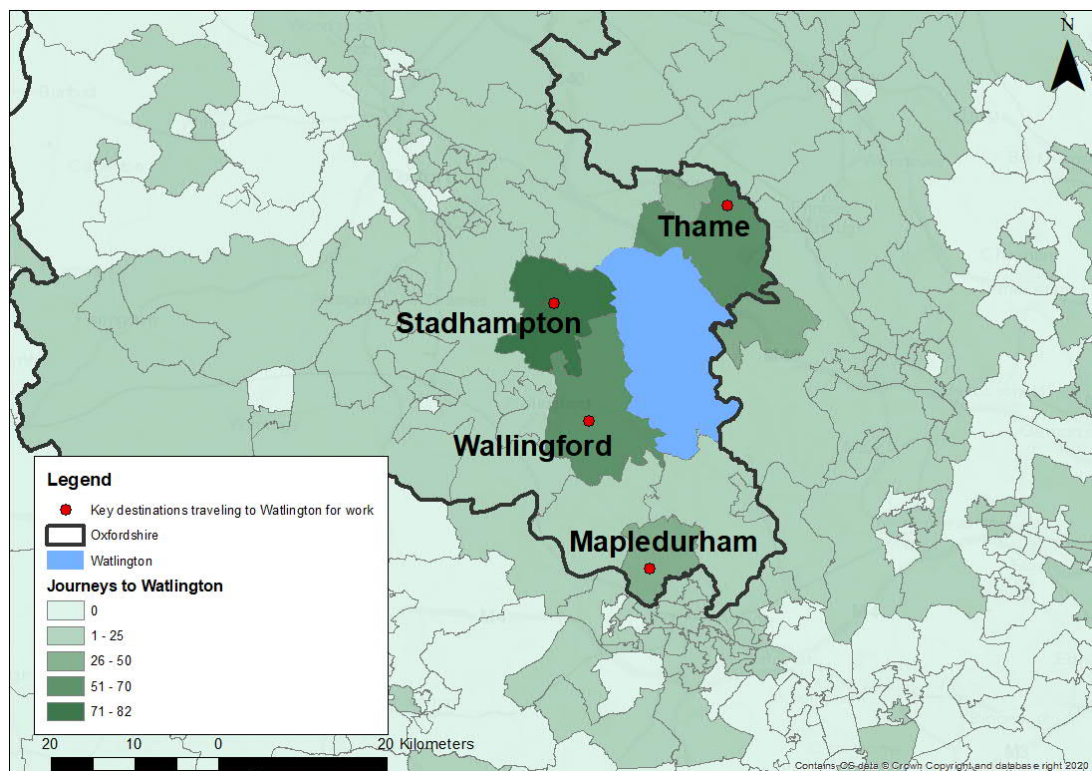 N
Thame
Stadhampton
Wallingford
Mapledurham
Legend
Key destinations traveling to Watlington for work
Oxfordshire
Watlington
Journeys to Watlington
0
1 - 25
26 - 50
51 - 70
71 - 82
20 10 0 20 Kilometers
Contains OS data © Crown Copyright and database right 2020